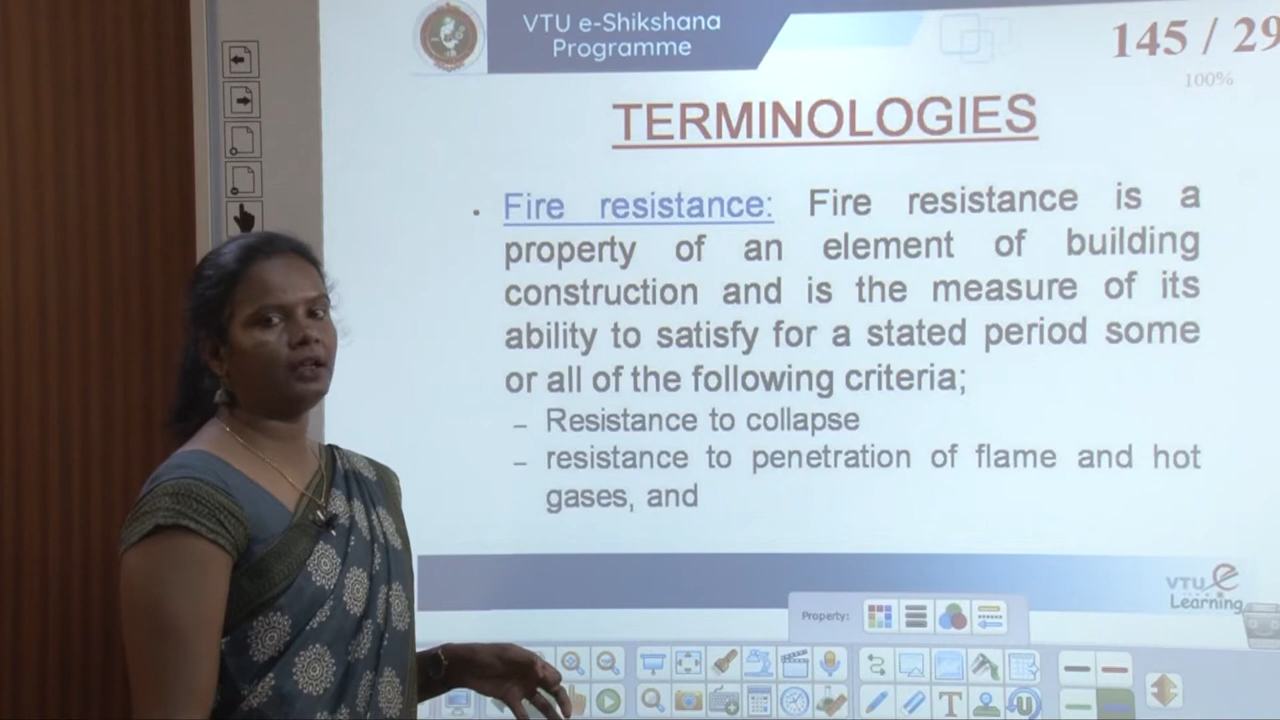 VTU e-Shikshana
Programme
145 / 29
100%
TERMINOLOGIES
• Fire resistance: Fire resistance is a
property of an element of building
construction and is the measure of its
ability to satisfy for a stated period some
or all of the following criteria;
– Resistance to collapse
– resistance to penetration of flame and hot
gases, and
VTU e
Learning
Property:
T